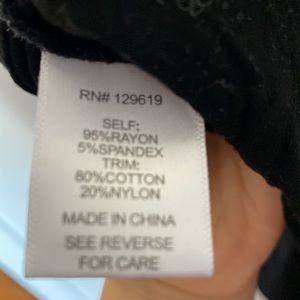 RN# 129619
SELF:
95%RAYON
5%SPANDEX
TRIM:
80%COTTON
20%NYLON
MADE IN CHINA
SEE REVERSE
FOR CARE